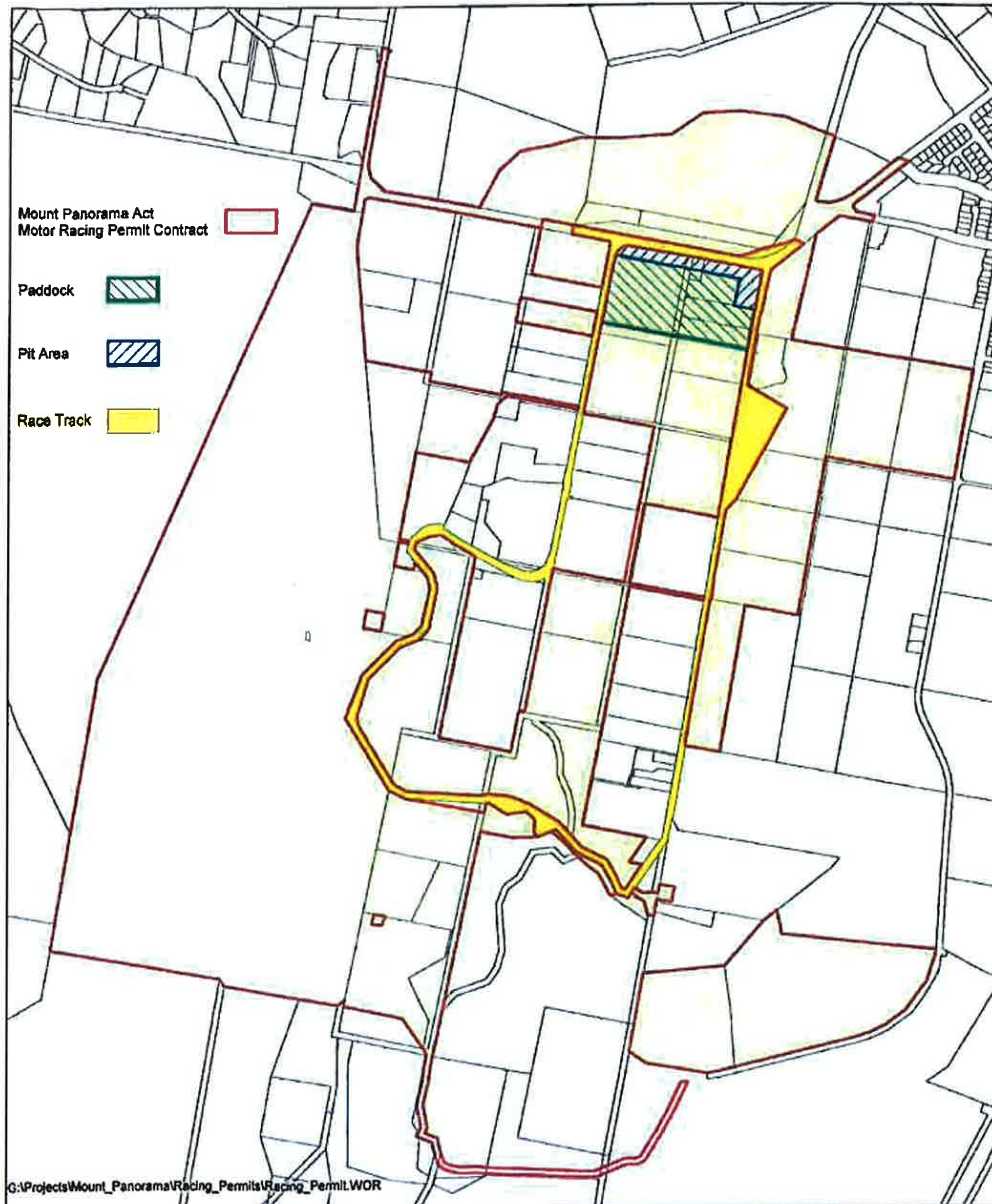 Mount Panorama Act
Motor Racing Permit Contract
Paddock
Pit Area
Race Track
G:\Projects\Mount_Panorama\Racing_Permits\Racing_Permit.WOR